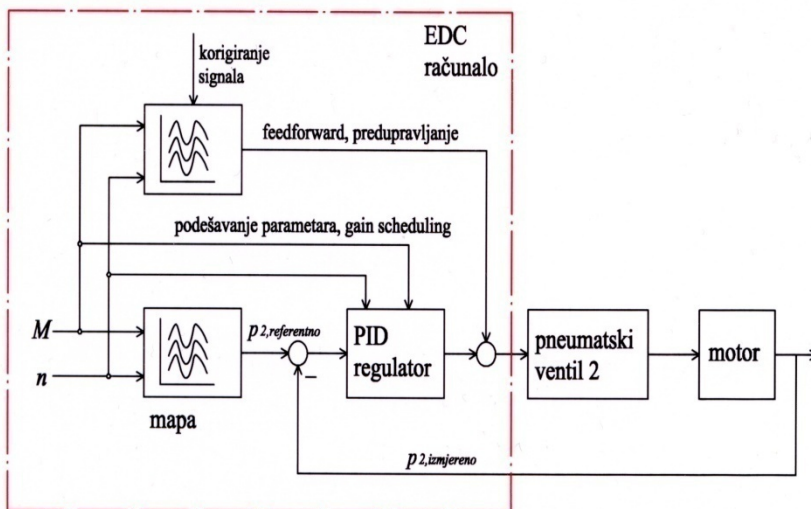 EDC
računalo
korigiranje
signala
feedforward, predupravljanje
podešavanje parametara, gain scheduling
M
n
mapa
p2,referentno
–
PID
regulator
pneumatski
ventil 2
motor
p2,izmjereno